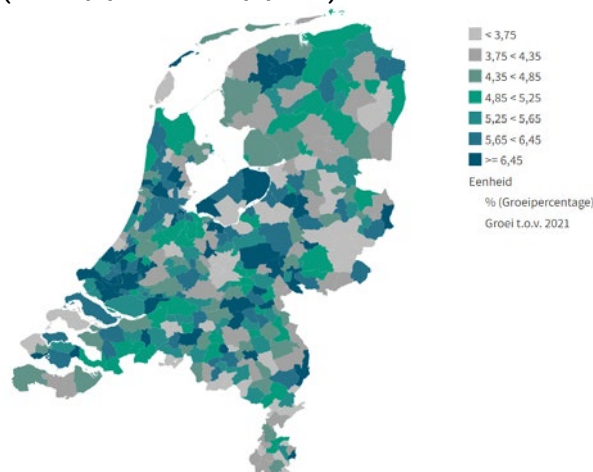 < 3,75
3,75 < 4,35
4,35 < 4,85
4,85 < 5,25
5,25 < 5,65
5,65 < 6,45
>= 6,45
Eenheid
% (Groeipercentage)
Groei t.o.v. 2021